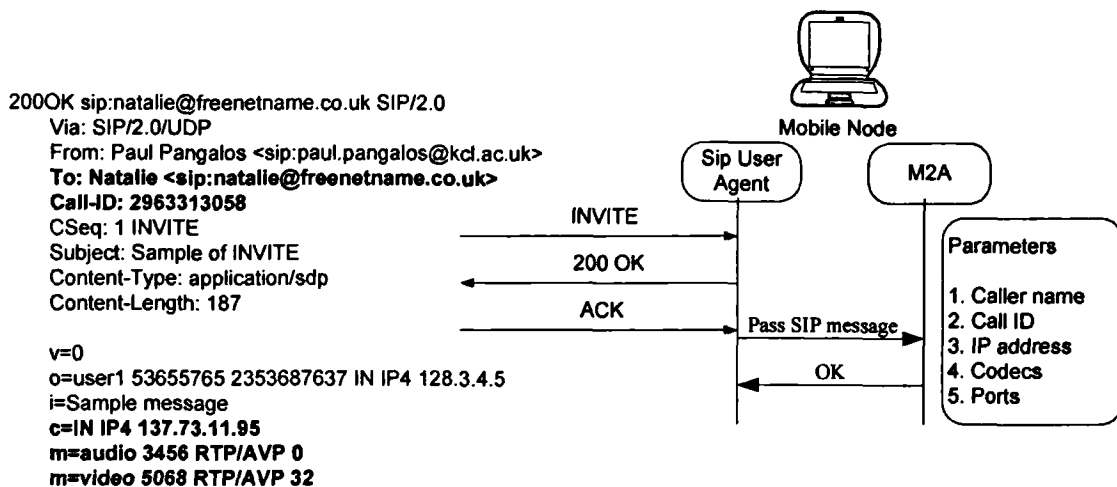 200OK sip:natalie@freenetname.co.uk SIP/2.0
Via: SIP/2.0/UDP
From: Paul Pangalos <sip:paul.pangalos@kcl.ac.uk>
To: Natalie <sip:natalie@freenetname.co.uk>
Call-ID: 2963313058
CSeq: 1 INVITE
Subject: Sample of INVITE
Content-Type: application/sdp
Content-Length: 187
v=0
o=user1 53655765 2353687637 IN IP4 128.3.4.5
i=Sample message
c=IN IP4 137.73.11.95
m=audio 3456 RTP/AVP 0
m=video 5068 RTP/AVP 32
Mobile Node
Sip User
Agent
M2A
INVITE
200 OK
ACK
Pass SIP message
OK
Parameters
1. Caller name
2. Call ID
3. IP address
4. Codecs
5. Ports